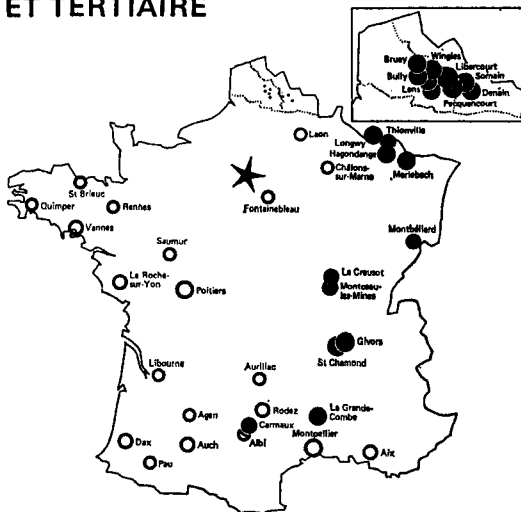 ET TERTIAIRE
Bruay
Wingles
Libercourt
Bully
Somain
Lens
Denain
Pecquencourt
Laon
Thionville
Longwy
Hagondange
Merlebach
Châlons-
sur-Marne
Fontainebleau
St Brieuc
Quimper
Rennes
Vannes
Montbéliard
Saumur
La Roche-
sur-Yon
Poitiers
Le Creusot
Montceau-
les-Mines
Givors
St Chamond
Libourne
Aurillac
Agen
Rodez
La Grande-
Combe
Carmaux
Albi
Montpellier
Dax
Auch
Pau
Aix